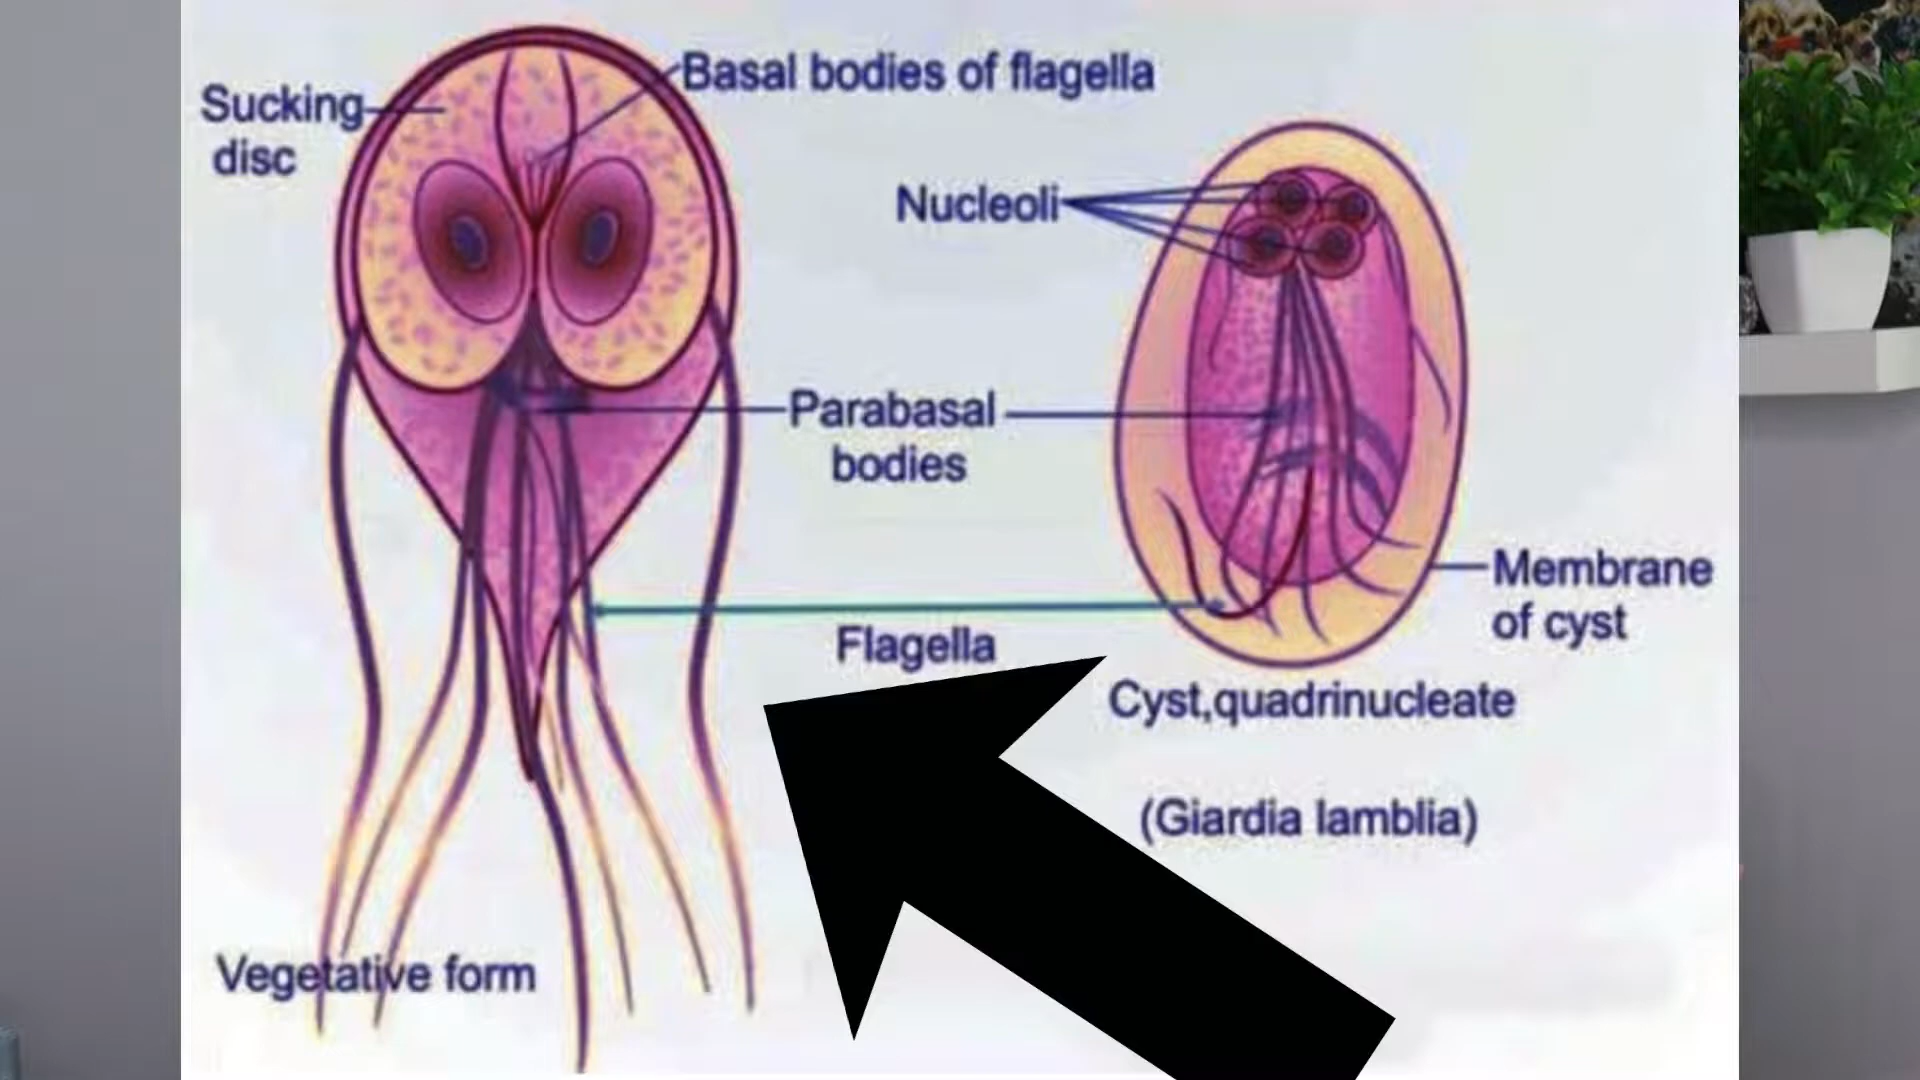 Basal bodies of flagella
Sucking
disc
Nucleoli
Parabasal
bodies
Membrane
of cyst
Flagella
Cyst,quadrinucleate
(Giardia lamblia)
Vegetative form